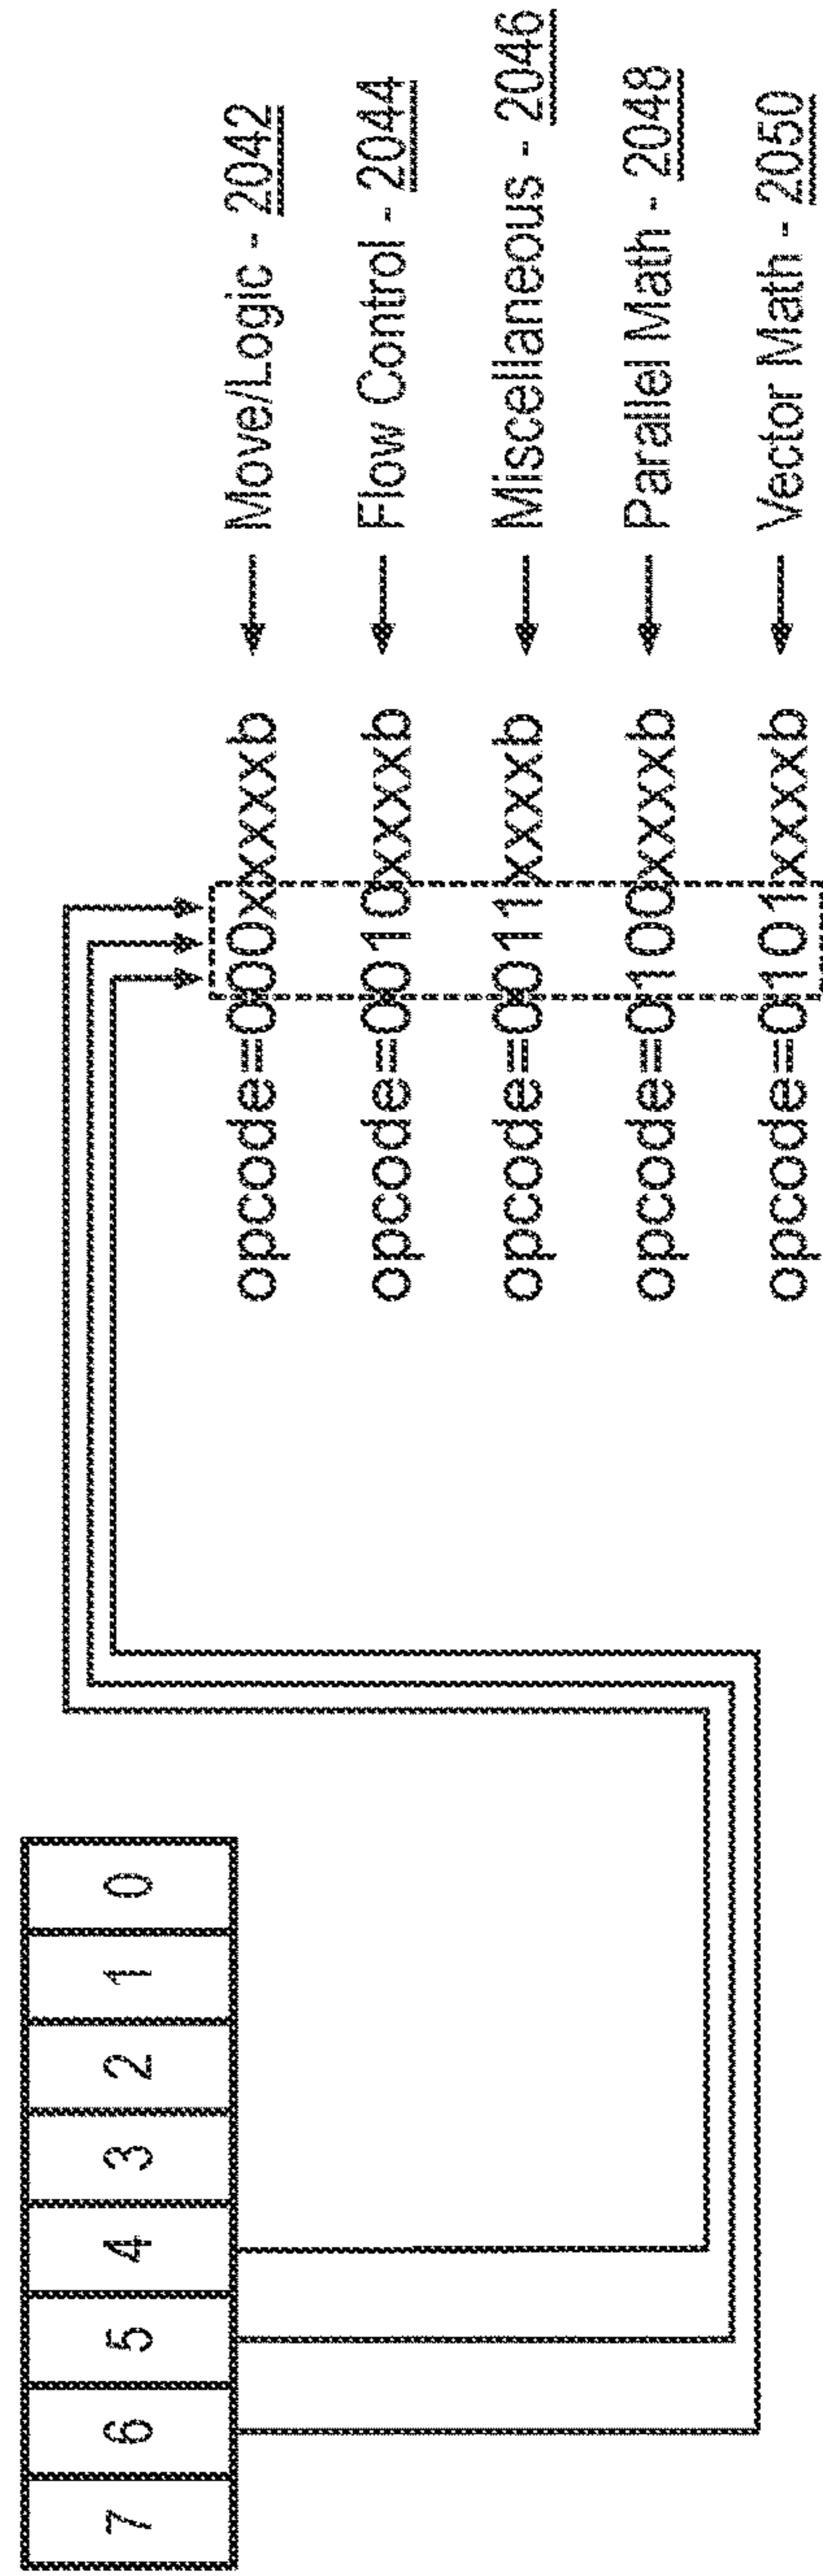 7 6 5 4 3 2 1 0
opcode=000xxxxxb ← Move/Logic - 2042
opcode=0010xxxxb ← Flow Control - 2044
opcode=0011xxxxb ← Miscellaneous - 2046
opcode=0100xxxxb ← Parallel Math - 2048
opcode=0101xxxxb ← Vector Math - 2050